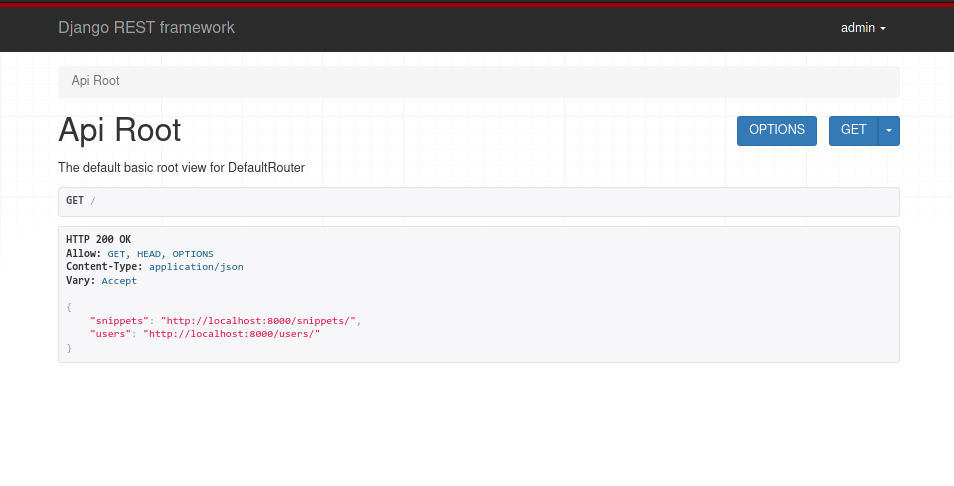 Django REST framework
admin
Api Root
Api Root
OPTIONS
GET
The default basic root view for DefaultRouter
GET /
HTTP 200 OK
Allow: GET, HEAD, OPTIONS
Content-Type: application/json
Vary: Accept
{
    "snippets": "http://localhost:8000/snippets/",
    "users": "http://localhost:8000/users/"
}